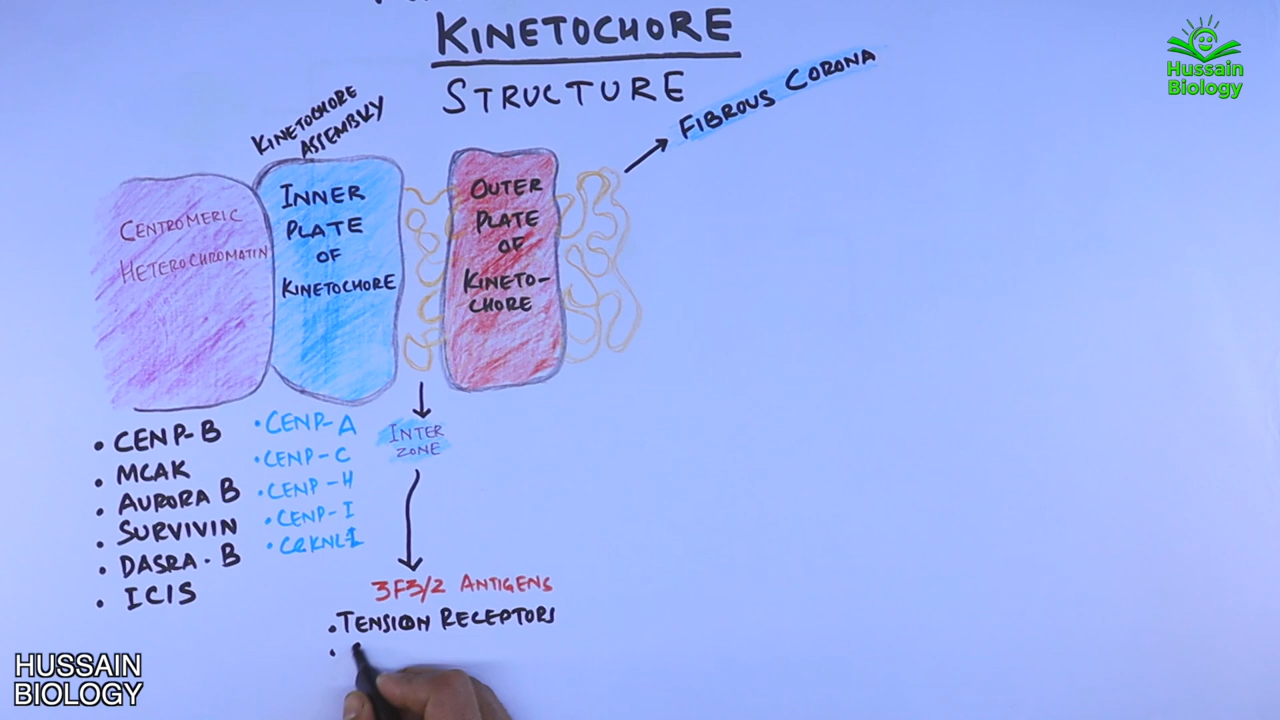 KINETOCHORE
STRUCTURE
Hussain
Biology
FIBROUS CORONA
KINETOCHORE
ASSEMBLY
CENTROMERIC
HETEROCHROMATIN
INNER
PLATE
OF
KINETOCHORE
OUTER
PLATE
OF
KINETO-
CHORE
• CENP-B
• MCAK
• AURORA B
• SURVIVIN
• DASRA-B
• ICIS
• CENP-A
• CENP-C
• CENP-H
• CENP-I
INTER
ZONE
3F3/2 ANTIGENS
• TENSION RECEPTORS
•
HUSSAIN
BIOLOGY